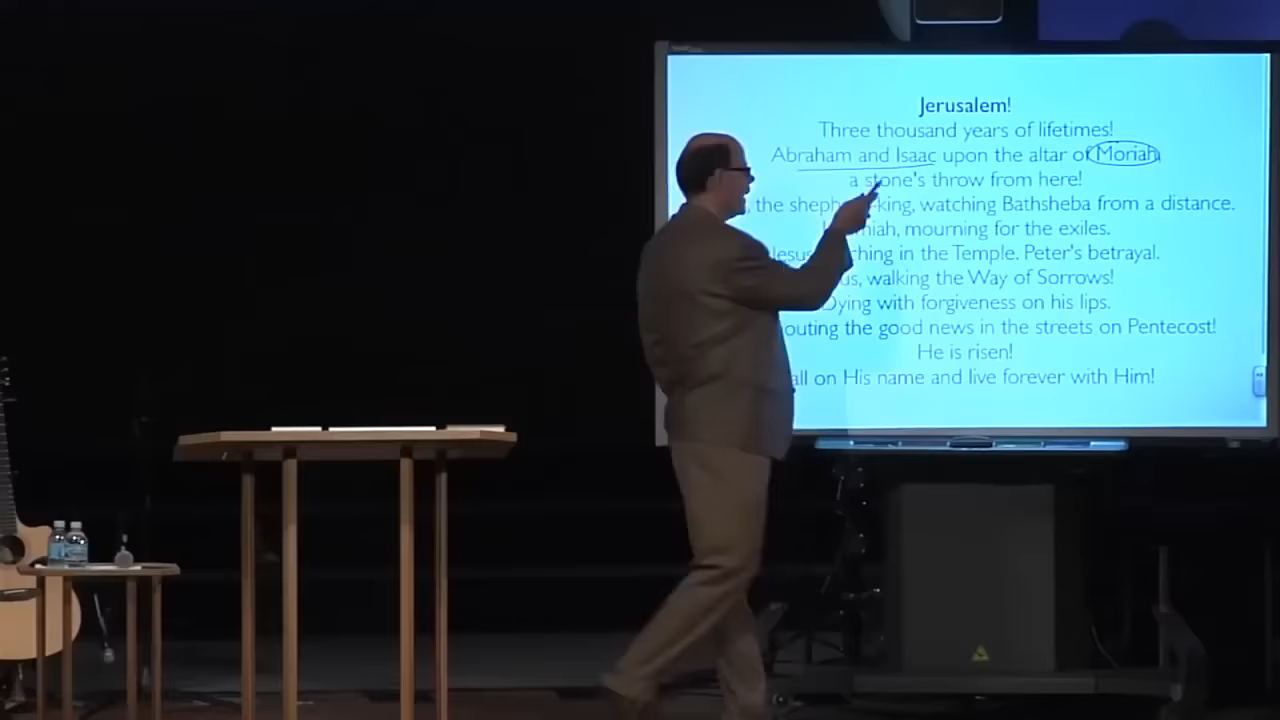 Jerusalem!
Three thousand years of lifetimes!
Abraham and Isaac upon the altar of Moriah,
a stone's throw from here!
the king, watching Bathsheba from a distance.
mourning for the exiles.
in the Temple. Peter's betrayal.
walking the Way of Sorrows!
Dying with forgiveness on his lips.
the good news in the streets on Pentecost!
He is risen!
on His name and live forever with Him!